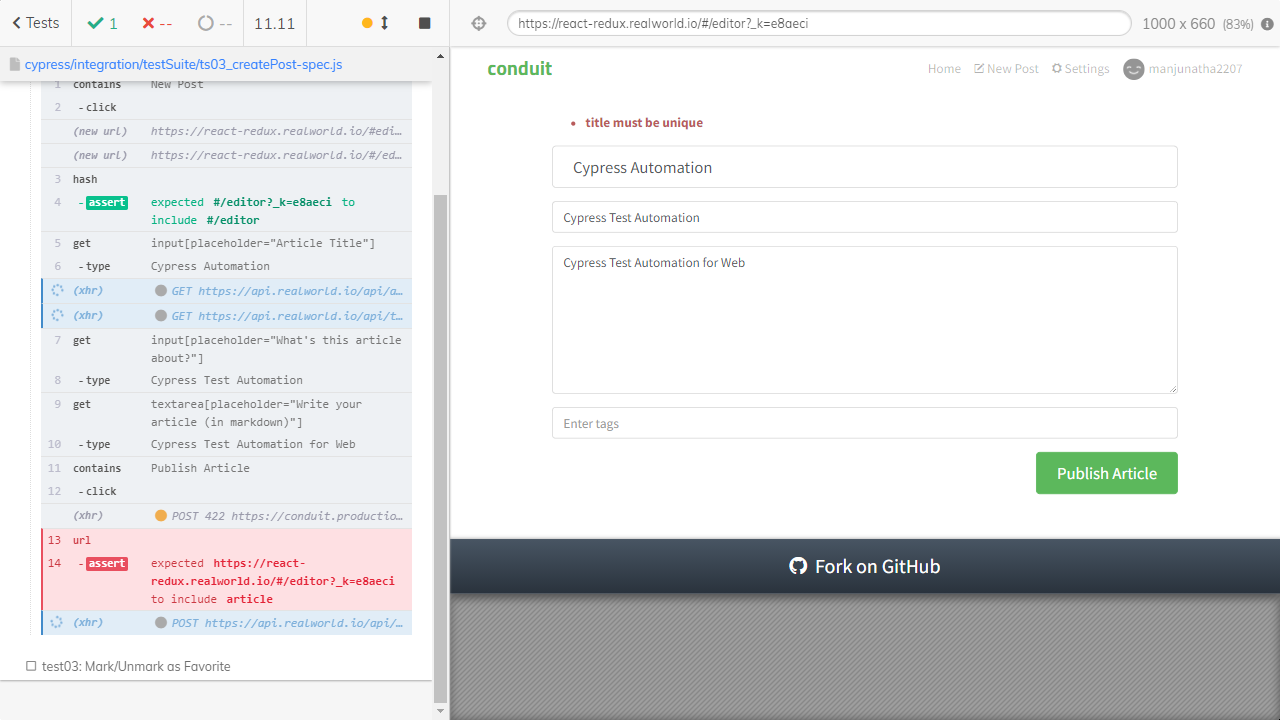 Tests
1
--
--
11.11
https://react-redux.realworld.io/#/editor?_k=e8aeci
1000 x 660 (83%)
cypress/integration/testSuite/ts03_createPost-spec.js
1 contains New Post
2 - click
(new url) https://react-redux.realworld.io/#edi…
(new url) https://react-redux.realworld.io/#/ed…
3 hash
4 - assert expected #/editor?_k=e8aeci to
include #/editor
5 get input[placeholder="Article Title"]
6 - type Cypress Automation
(xhr) GET https://api.realworld.io/api/a…
(xhr) GET https://api.realworld.io/api/t…
7 get input[placeholder="What's this article
about?"]
8 - type Cypress Test Automation
9 get textarea[placeholder="Write your
article (in markdown)"]
10 - type Cypress Test Automation for Web
11 contains Publish Article
12 - click
(xhr) POST 422 https://conduit.productio…
13 url
14 - assert expected https://react-
redux.realworld.io/#/editor?_k=e8aeci
to include article
(xhr) POST https://api.realworld.io/api/…
test03: Mark/Unmark as Favorite
conduit
Home New Post Settings manjunatha2207
• title must be unique
Cypress Automation
Cypress Test Automation
Cypress Test Automation for Web
Enter tags
Publish Article
Fork on GitHub